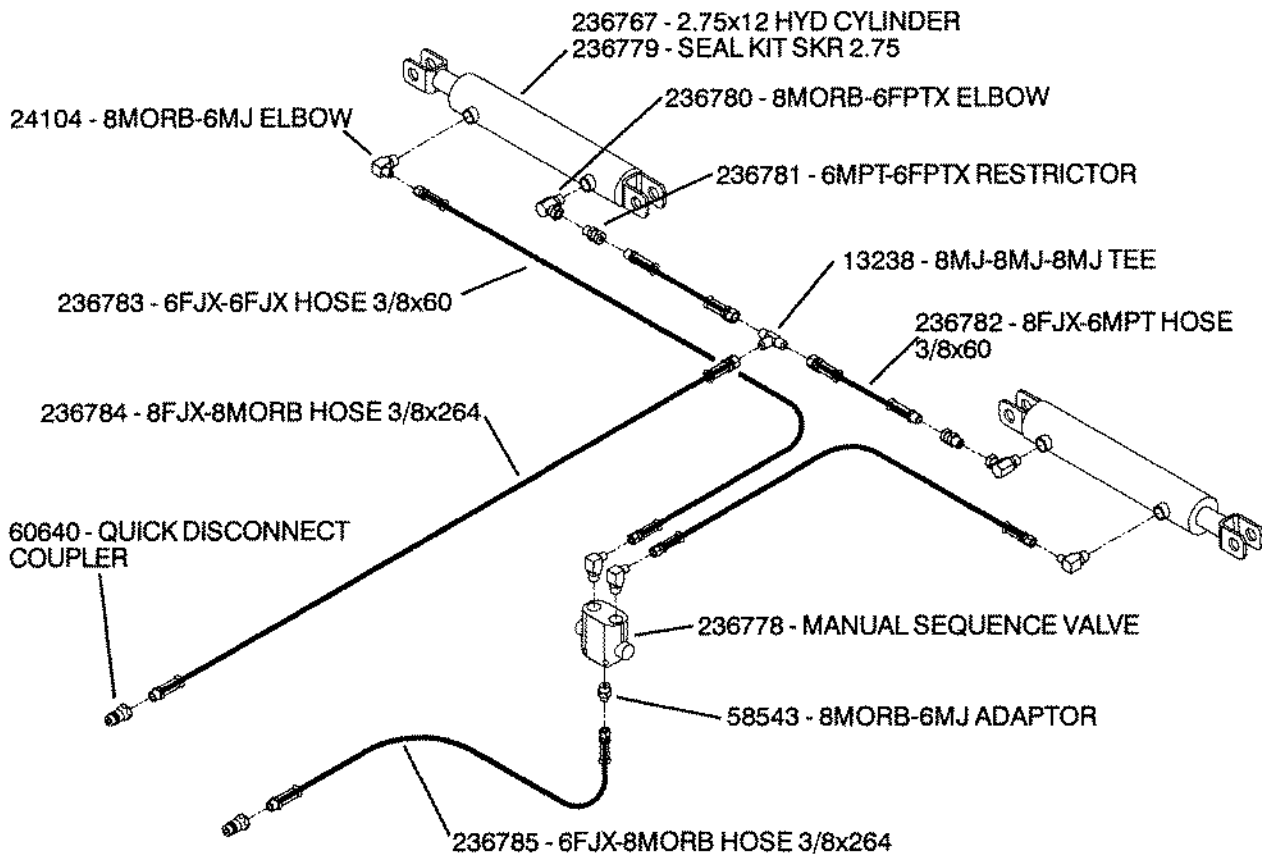 236767 - 2.75x12 HYD CYLINDER
236779 - SEAL KIT SKR 2.75
236780 - 8MORB-6FPTX ELBOW
24104 - 8MORB-6MJ ELBOW
236781 - 6MPT-6FPTX RESTRICTOR
13238 - 8MJ-8MJ-8MJ TEE
236783 - 6FJX-6FJX HOSE 3/8x60
236782 - 8FJX-6MPT HOSE
3/8x60
236784 - 8FJX-8MORB HOSE 3/8x264
60640 - QUICK DISCONNECT
COUPLER
236778 - MANUAL SEQUENCE VALVE
58543 - 8MORB-6MJ ADAPTOR
236785 - 6FJX-8MORB HOSE 3/8x264